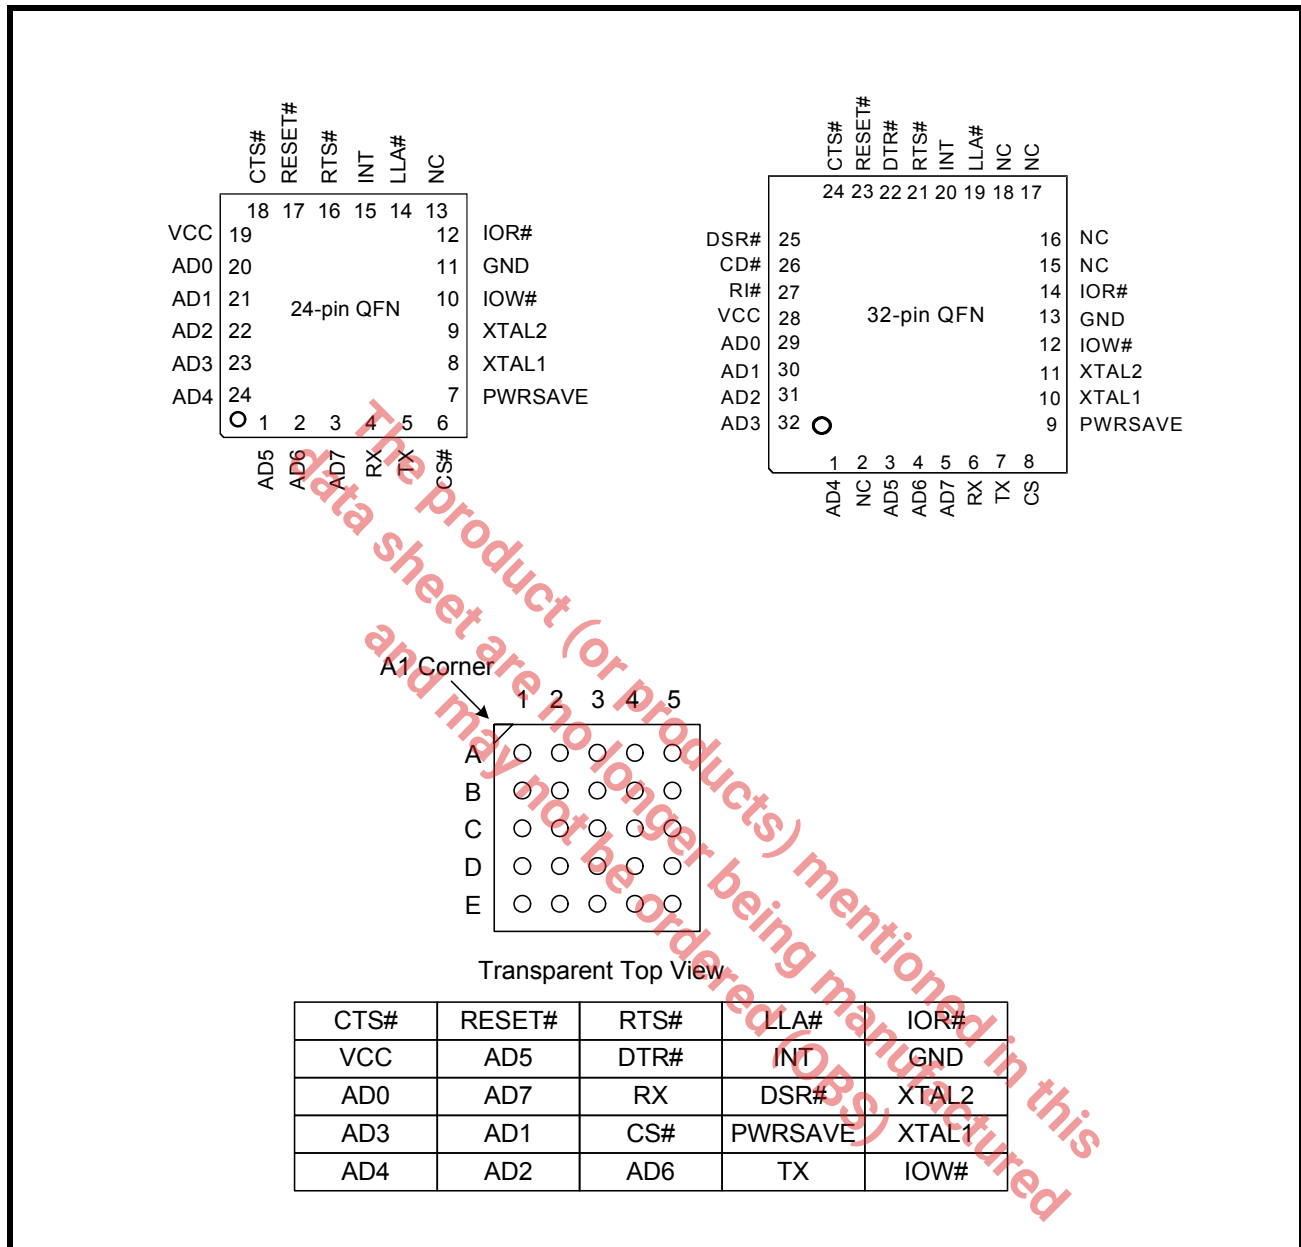 CTS# RESET# RTS# INT LLA# NC
18 17 16 15 14 13
VCC 19 12 IOR#
AD0 20 11 GND
AD1 21 24-pin QFN 10 IOW#
AD2 22 9 XTAL2
AD3 23 8 XTAL1
AD4 24 7 PWRSAVE
1 2 3 4 5 6
AD5 AD6 AD7 RX TX CS#
CTS# RESET# DTR# RTS# INT LLA# NC NC
24 23 22 21 20 19 18 17
DSR# 25 16 NC
CD# 26 15 NC
RI# 27 14 IOR#
VCC 28 32-pin QFN 13 GND
AD0 29 12 IOW#
AD1 30 11 XTAL2
AD2 31 10 XTAL1
AD3 32 9 PWRSAVE
1 2 3 4 5 6 7 8
AD4 NC AD5 AD6 AD7 RX TX CS
A1 Corner
1 2 3 4 5
A
B
C
D
E
Transparent Top View
CTS# RESET# RTS# LLA# IOR#
VCC AD5 DTR# INT GND
AD0 AD7 RX DSR# XTAL2
AD3 AD1 CS# PWRSAVE XTAL1
AD4 AD2 AD6 TX IOW#
The product (or products) mentioned in this
data sheet are no longer being manufactured
and may not be ordered (OBS)